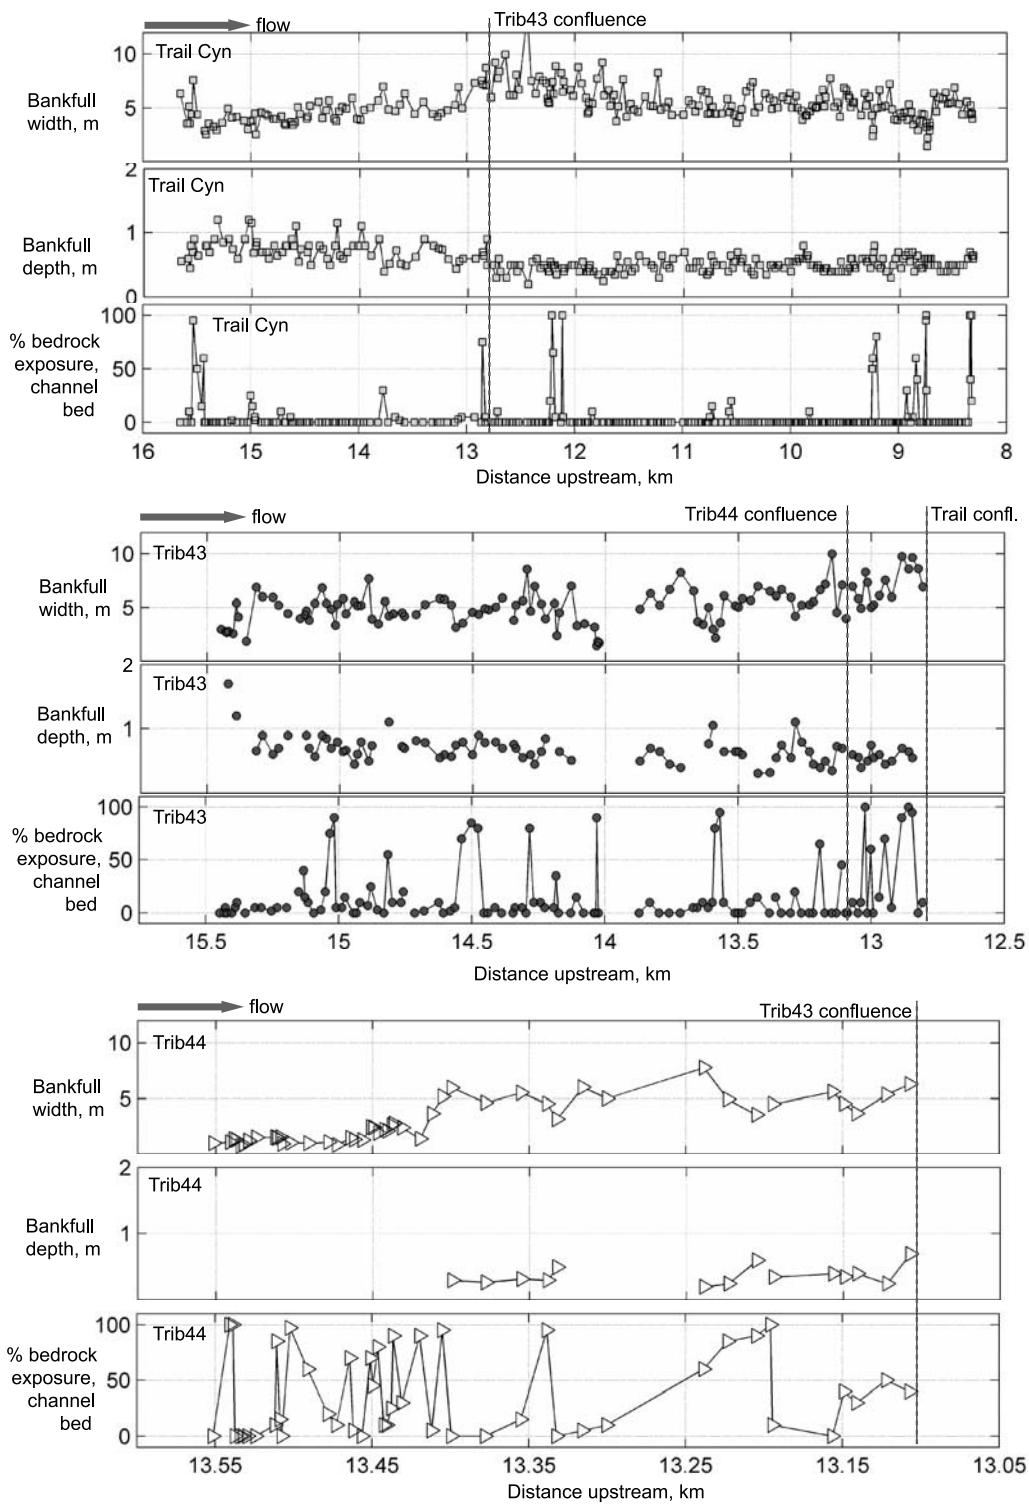 flow
Trib43 confluence
Trail Cyn
10
5
Bankfull
width, m
Trail Cyn
2
1
0
Bankfull
depth, m
Trail Cyn
100
50
0
% bedrock
exposure,
channel
bed
16 15 14 13 12 11 10 9 8
Distance upstream, km
flow
Trib44 confluence
Trail confl.
Trib43
10
5
Bankfull
width, m
Trib43
2
1
Bankfull
depth, m
Trib43
100
50
0
% bedrock
exposure,
channel
bed
15.5 15 14.5 14 13.5 13 12.5
Distance upstream, km
flow
Trib43 confluence
Trib44
10
5
Bankfull
width, m
Trib44
2
1
Bankfull
depth, m
Trib44
100
50
0
% bedrock
exposure,
channel
bed
13.55 13.45 13.35 13.25 13.15 13.05
Distance upstream, km